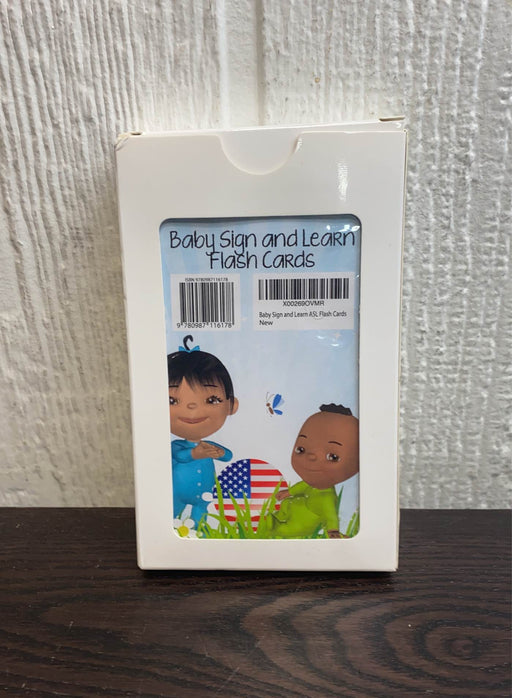 Baby Sign and Learn
Flash Cards
ISBN 9780987116178
9 780987 116178
X00269OVMR
Baby Sign and Learn ASL Flash Cards
New